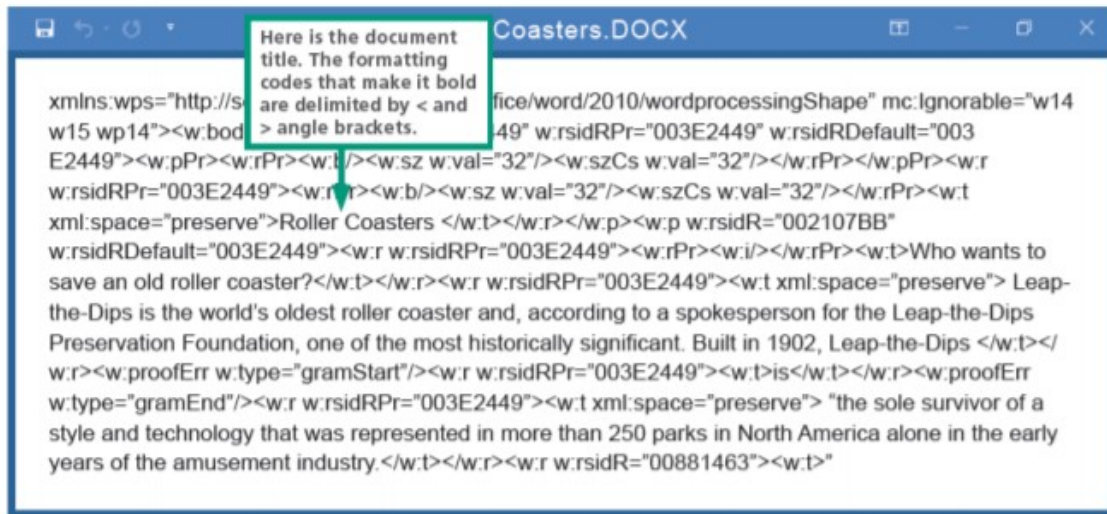 Coasters.DOCX
Here is the document
title. The formatting
codes that make it bold
are delimited by < and
> angle brackets.
xmlns:wps="http://s fice/word/2010/wordprocessingShape" mc:Ignorable="w14
w15 wp14"><w:bod 49" w:rsidRPr="003E2449" w:rsidRDefault="003
E2449"><w:pPr><w:rPr><w:b/><w:sz w:val="32"/><w:szCs w:val="32"/></w:rPr></w:pPr><w:r
w:rsidRPr="003E2449"><w:r r><w:b/><w:sz w:val="32"/><w:szCs w:val="32"/></w:rPr><w:t
xml:space="preserve">Roller Coasters </w:t></w:r></w:p><w:p w:rsidR="002107BB"
w:rsidRDefault="003E2449"><w:r w:rsidRPr="003E2449"><w:rPr><w:i/></w:rPr><w:t>Who wants to
save an old roller coaster?</w:t></w:r><w:r w:rsidRPr="003E2449"><w:t xml:space="preserve"> Leap-
the-Dips is the world's oldest roller coaster and, according to a spokesperson for the Leap-the-Dips
Preservation Foundation, one of the most historically significant. Built in 1902, Leap-the-Dips </w:t></
w:r><w:proofErr w:type="gramStart"/><w:r w:rsidRPr="003E2449"><w:t>is</w:t></w:r><w:proofErr
w:type="gramEnd"/><w:r w:rsidRPr="003E2449"><w:t xml:space="preserve"> "the sole survivor of a
style and technology that was represented in more than 250 parks in North America alone in the early
years of the amusement industry.</w:t></w:r><w:r w:rsidR="00881463"><w:t>"